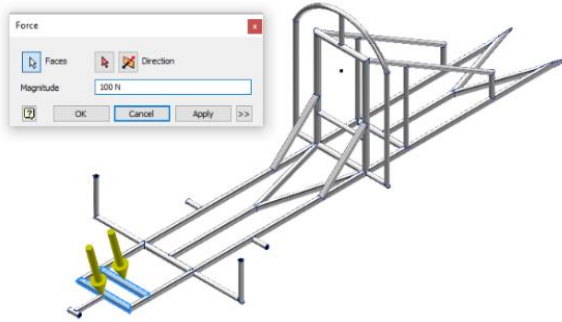 Force
x
Faces
Direction
Magnitude
100 N
?
OK
Cancel
Apply
>>